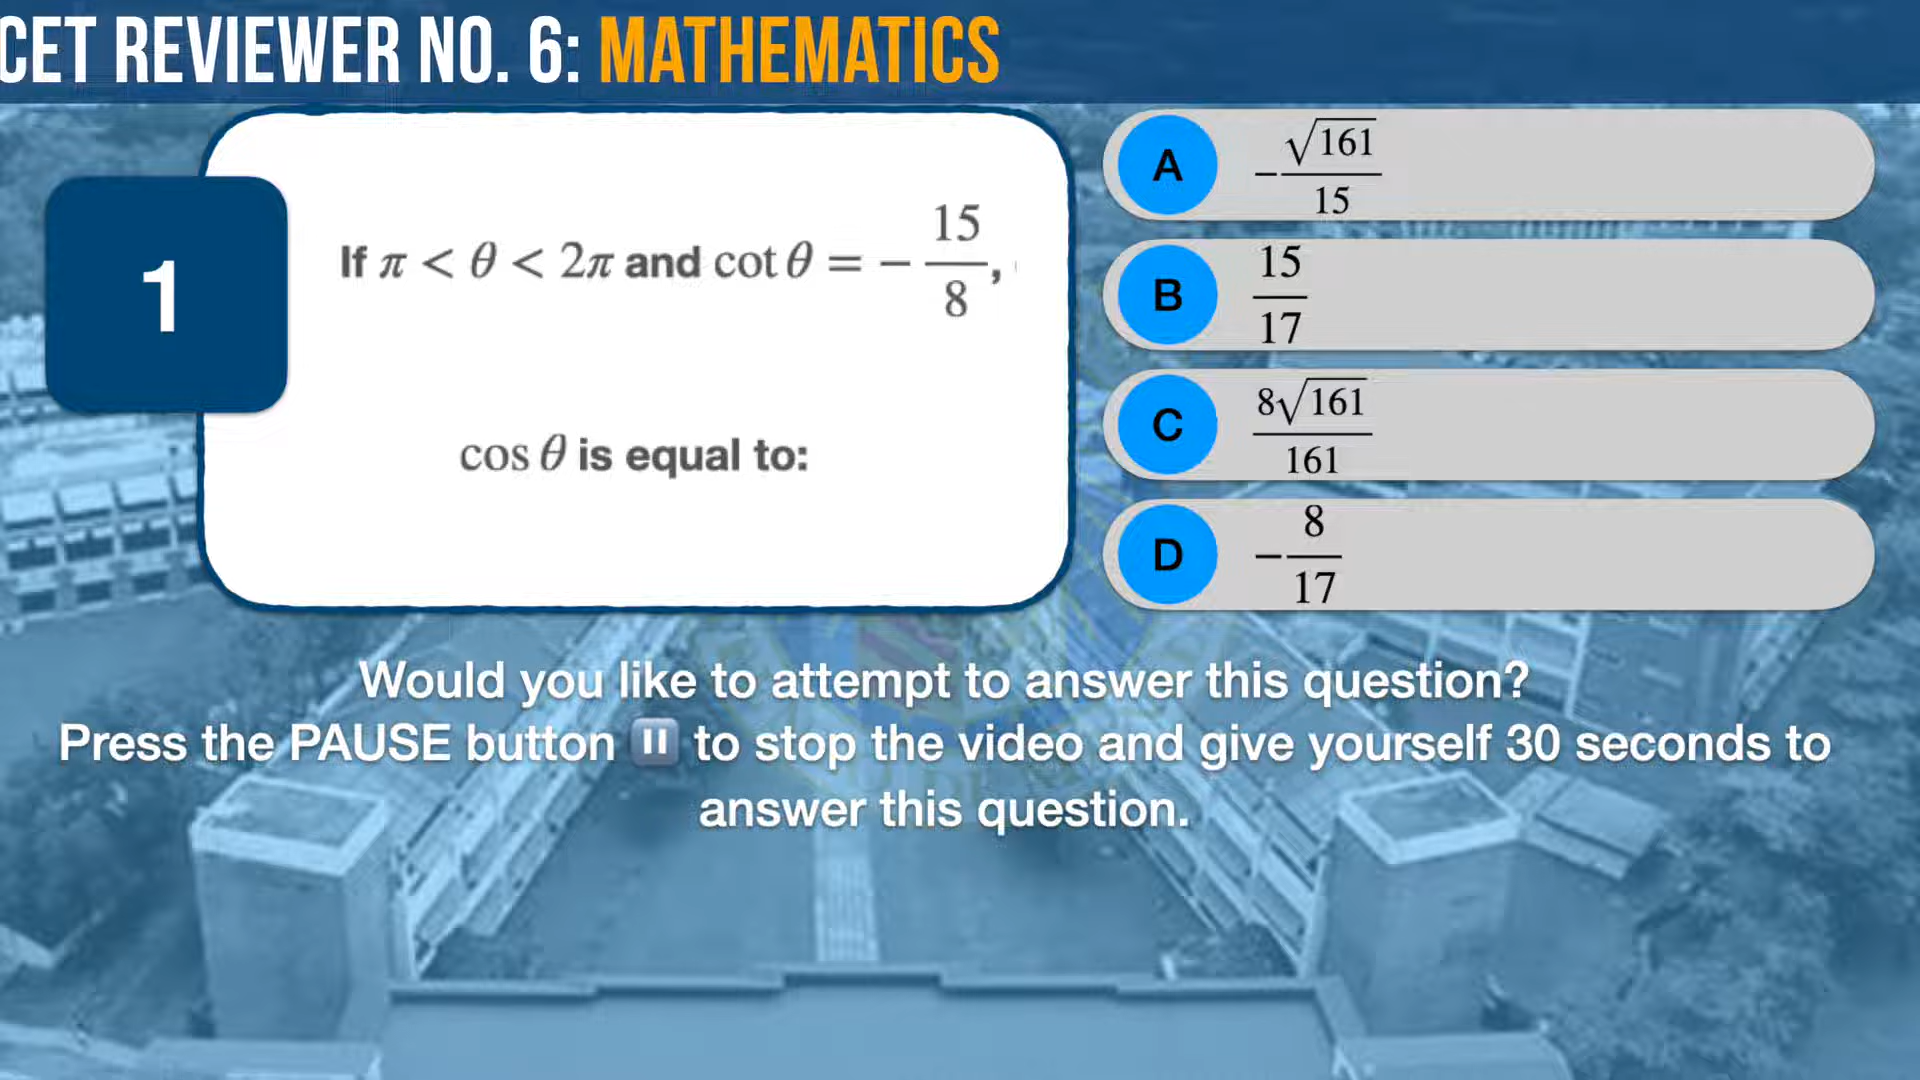 CET REVIEWER NO. 6: MATHEMATICS
1
If π < θ < 2π and cot θ = −15/8,
cos θ is equal to:
A −√161/15
B 15/17
C 8√161/161
D −8/17
Would you like to attempt to answer this question?
Press the PAUSE button ⏸ to stop the video and give yourself 30 seconds to
answer this question.